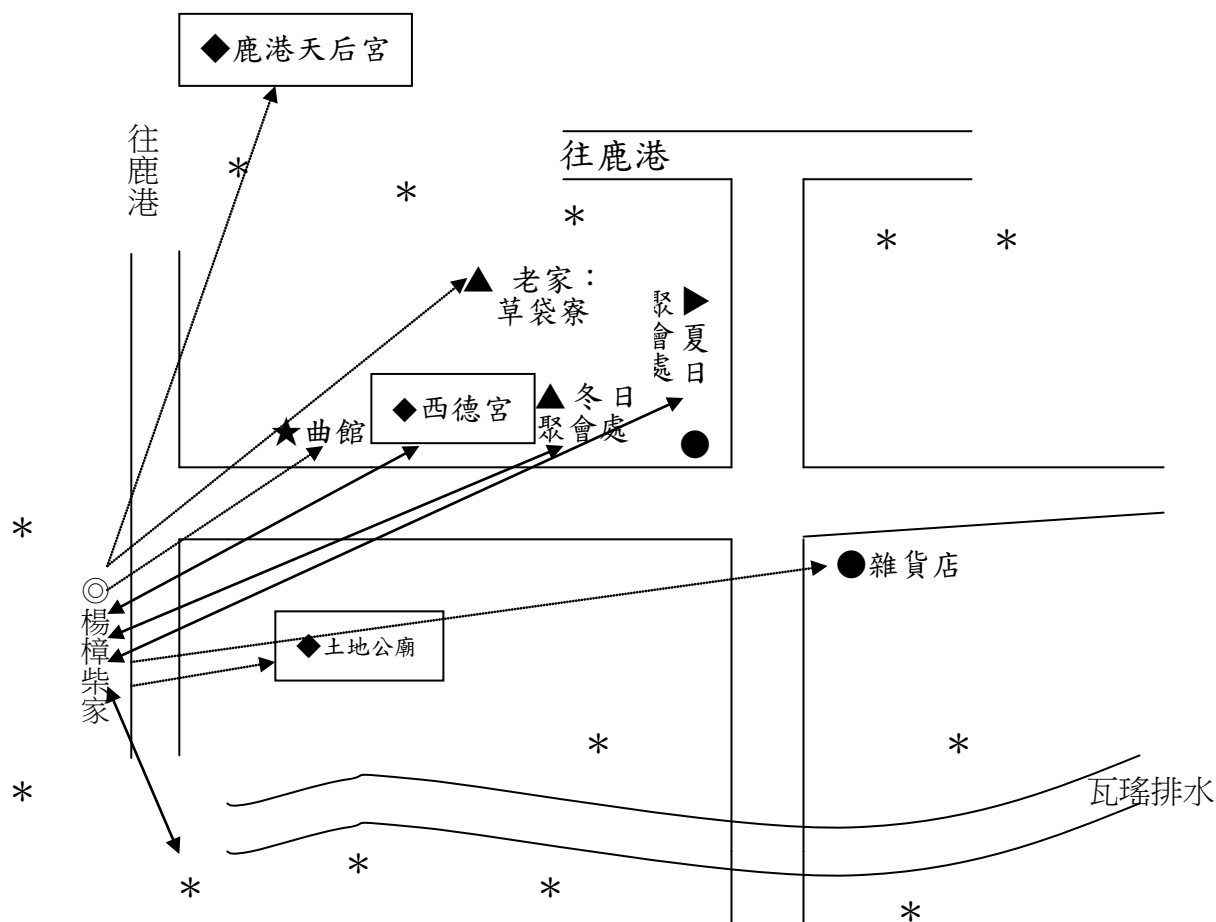 ◆鹿港天后宮
往鹿港
往鹿港
▲ 老家：
草袋寮
▲夏日
聚會處
★曲館
◆西德宮
▲ 冬日
聚會處
●雜貨店
◎楊樟柴家
◆土地公廟
瓦瑤排水